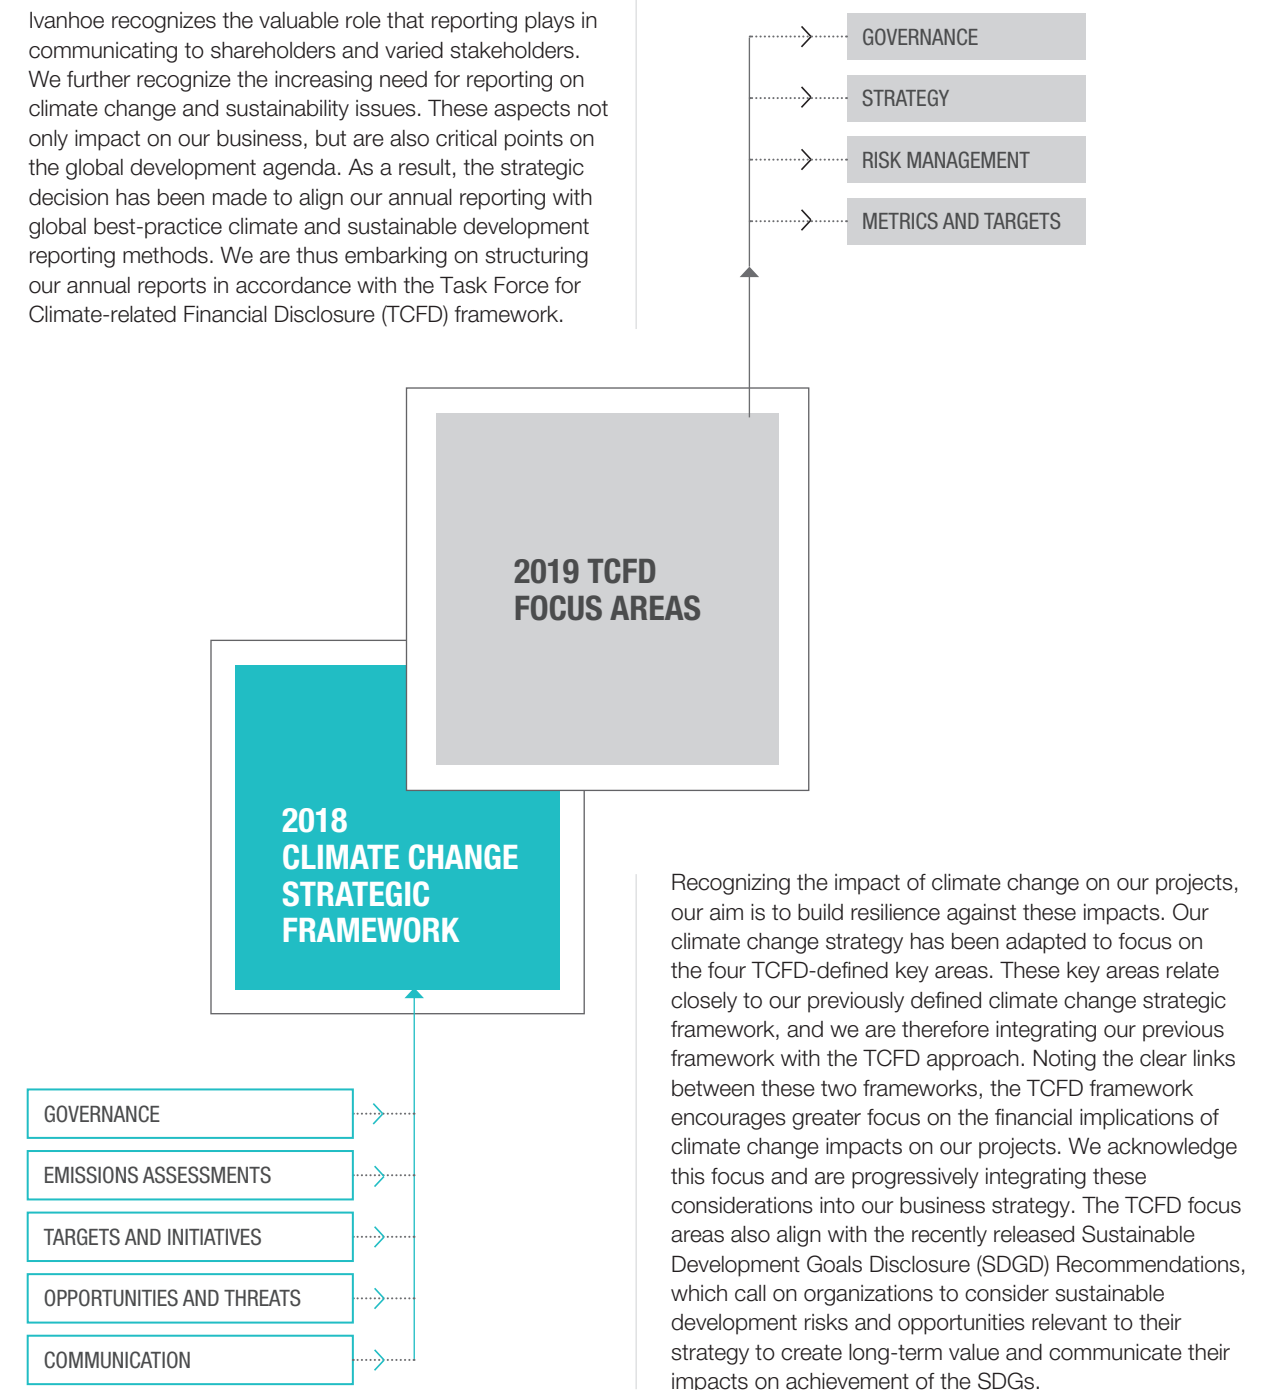 Ivanhoe recognizes the valuable role that reporting plays in
communicating to shareholders and varied stakeholders.
We further recognize the increasing need for reporting on
climate change and sustainability issues. These aspects not
only impact on our business, but are also critical points on
the global development agenda. As a result, the strategic
decision has been made to align our annual reporting with
global best-practice climate and sustainable development
reporting methods. We are thus embarking on structuring
our annual reports in accordance with the Task Force for
Climate-related Financial Disclosure (TCFD) framework.
GOVERNANCE
STRATEGY
RISK MANAGEMENT
METRICS AND TARGETS
2019 TCFD
FOCUS AREAS
2018
CLIMATE CHANGE
STRATEGIC
FRAMEWORK
GOVERNANCE
EMISSIONS ASSESSMENTS
TARGETS AND INITIATIVES
OPPORTUNITIES AND THREATS
COMMUNICATION
Recognizing the impact of climate change on our projects,
our aim is to build resilience against these impacts. Our
climate change strategy has been adapted to focus on
the four TCFD-defined key areas. These key areas relate
closely to our previously defined climate change strategic
framework, and we are therefore integrating our previous
framework with the TCFD approach. Noting the clear links
between these two frameworks, the TCFD framework
encourages greater focus on the financial implications of
climate change impacts on our projects. We acknowledge
this focus and are progressively integrating these
considerations into our business strategy. The TCFD focus
areas also align with the recently released Sustainable
Development Goals Disclosure (SDGD) Recommendations,
which call on organizations to consider sustainable
development risks and opportunities relevant to their
strategy to create long-term value and communicate their
impacts on achievement of the SDGs.